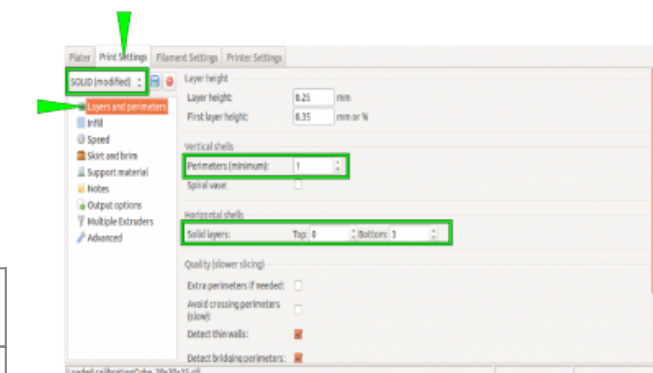 Plater Print Settings Filament Settings Printer Settings
SOLID (modified)
Layers and perimeters
Infill
Speed
Skirt and brim
Support material
Notes
Output options
Multiple Extruders
Advanced
Layer height
Layer height: 0.25 mm
First layer height: 0.35 mm or %
Vertical shells
Perimeters (minimum): 1
Spiral vase:
Horizontal shells
Solid layers: Top: 0 Bottom: 3
Quality (slower slicing)
Extra perimeters if needed:
Avoid crossing perimeters
(slow):
Detect thin walls:
Detect bridging perimeters:
Loaded calibrationCube_20x20x15.stl